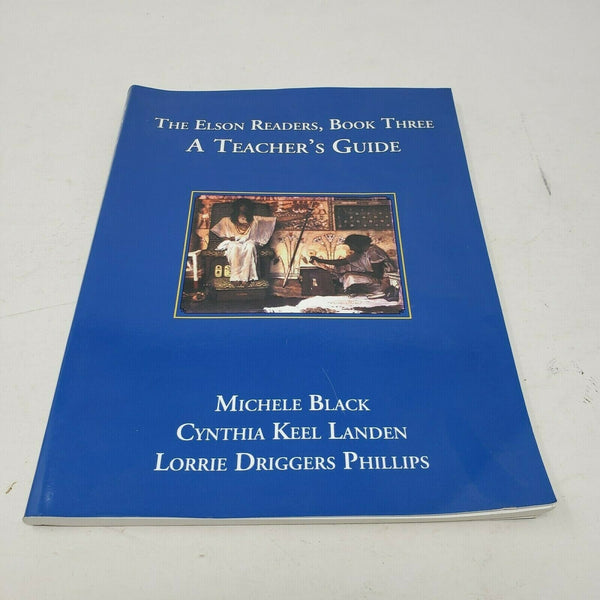 The Elson Readers, Book Three
A Teacher's Guide
Michele Black
Cynthia Keel Landen
Lorrie Driggers Phillips